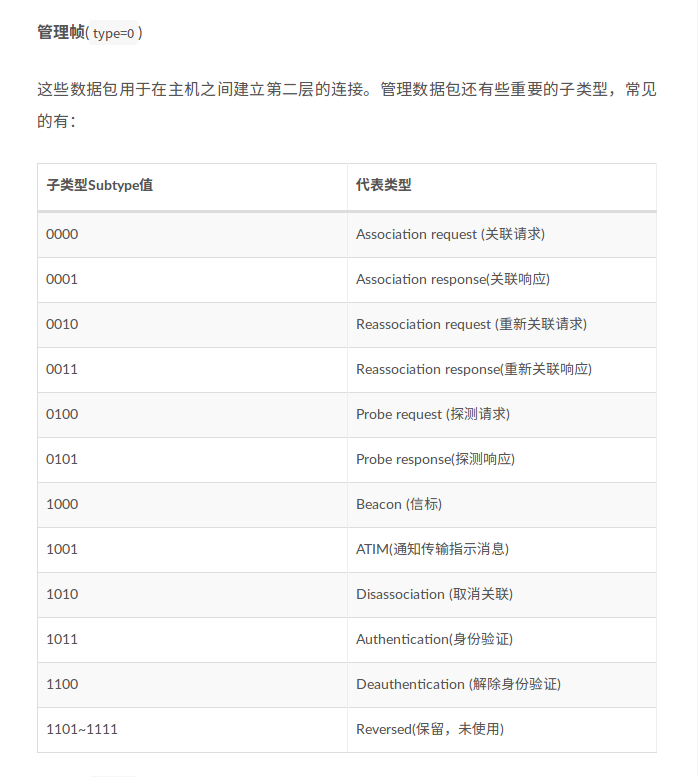 管理帧( type=0 )
这些数据包用于在主机之间建立第二层的连接。管理数据包还有些重要的子类型，常见
的有：
子类型Subtype值 代表类型
0000 Association request (关联请求)
0001 Association response(关联响应)
0010 Reassociation request (重新关联请求)
0011 Reassociation response(重新关联响应)
0100 Probe request (探测请求)
0101 Probe response(探测响应)
1000 Beacon (信标)
1001 ATIM(通知传输指示消息)
1010 Disassociation (取消关联)
1011 Authentication(身份验证)
1100 Deauthentication (解除身份验证)
1101~1111 Reversed(保留，未使用)